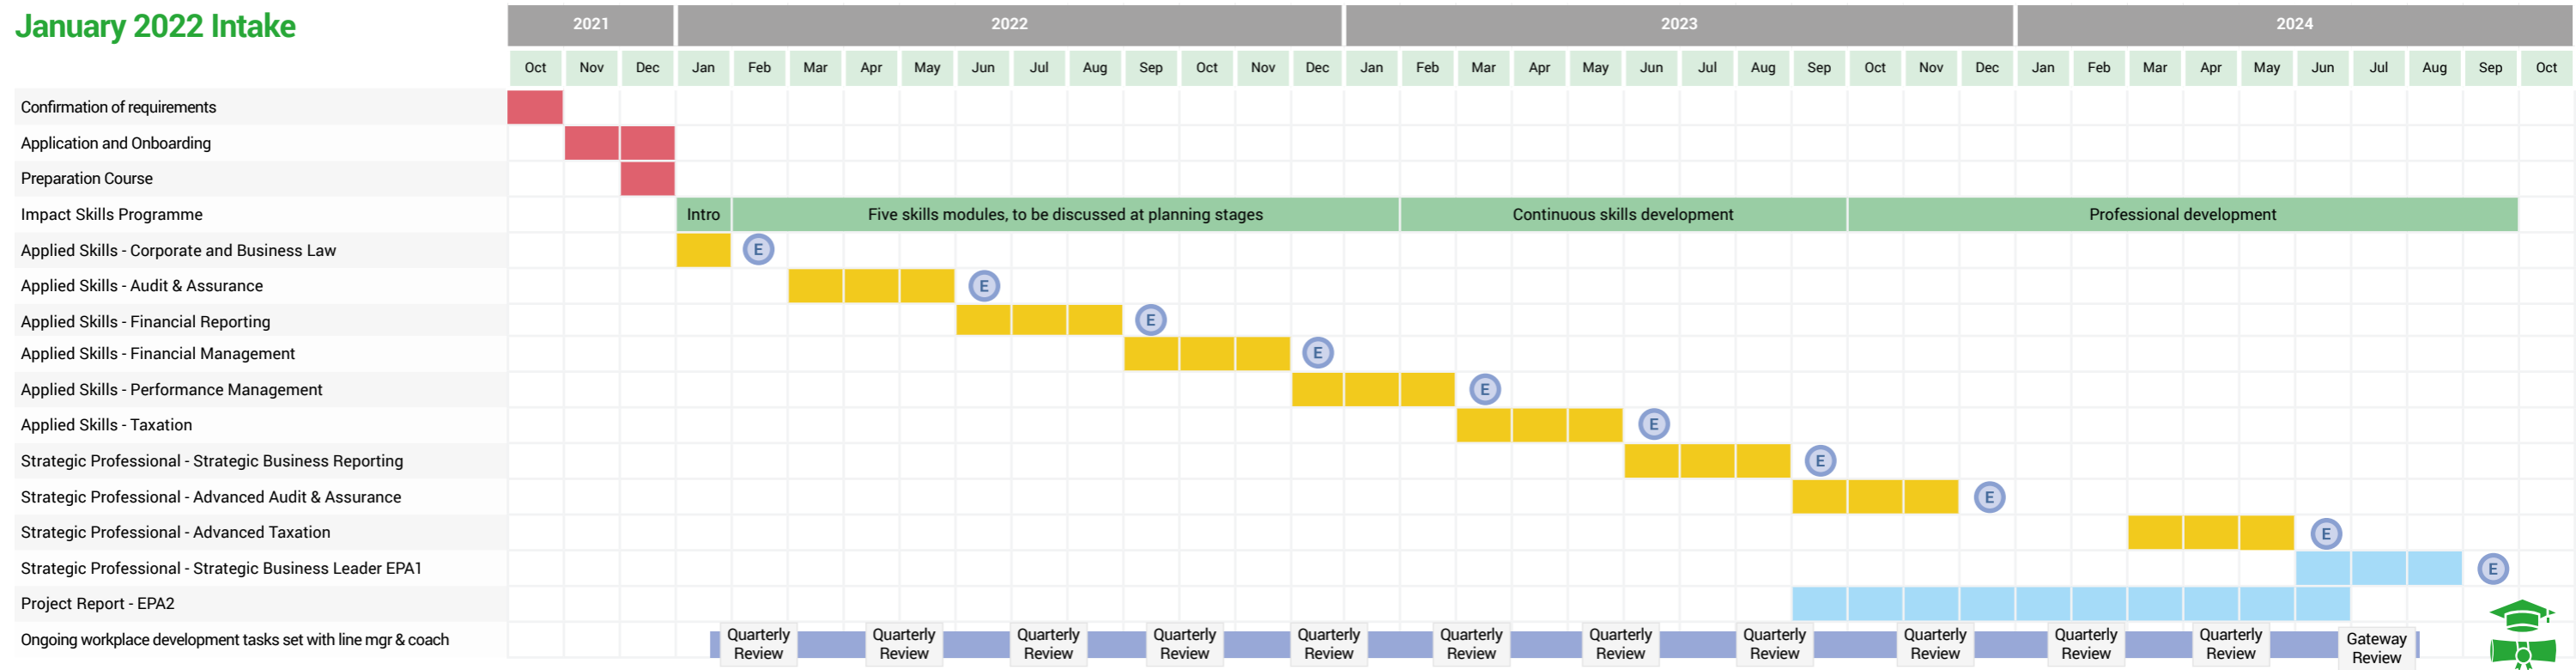 January 2022 Intake
2021 2022 2023 2024
Oct Nov Dec Jan Feb Mar Apr May Jun Jul Aug Sep Oct Nov Dec Jan Feb Mar Apr May Jun Jul Aug Sep Oct Nov Dec Jan Feb Mar Apr May Jun Jul Aug Sep Oct
Confirmation of requirements
Application and Onboarding
Preparation Course
Impact Skills Programme Intro Five skills modules, to be discussed at planning stages Continuous skills development Professional development
Applied Skills - Corporate and Business Law E
Applied Skills - Audit & Assurance E
Applied Skills - Financial Reporting E
Applied Skills - Financial Management E
Applied Skills - Performance Management E
Applied Skills - Taxation E
Strategic Professional - Strategic Business Reporting E
Strategic Professional - Advanced Audit & Assurance E
Strategic Professional - Advanced Taxation E
Strategic Professional - Strategic Business Leader EPA1 E
Project Report - EPA2
Ongoing workplace development tasks set with line mgr & coach
Quarterly
Review
Quarterly
Review
Quarterly
Review
Quarterly
Review
Quarterly
Review
Quarterly
Review
Quarterly
Review
Quarterly
Review
Quarterly
Review
Quarterly
Review
Quarterly
Review
Gateway
Review